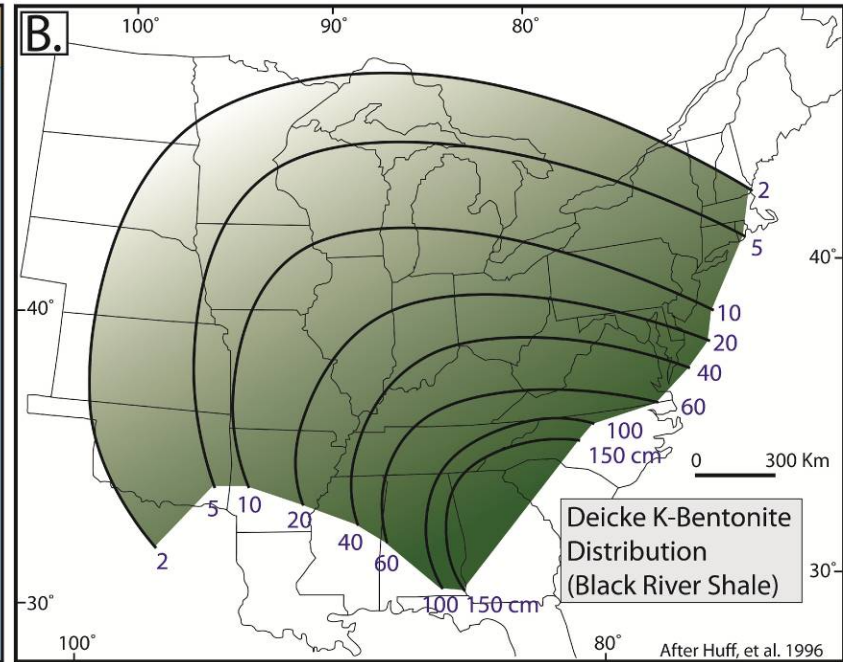 B.
100°
90°
80°
2
5
40°
40°
10
20
40
60
100
150 cm
0 300 Km
5 10
20
40
60
2
Deicke K-Bentonite
Distribution
(Black River Shale)
30°
30°
100 150 cm
100°
80°
After Huff, et al. 1996